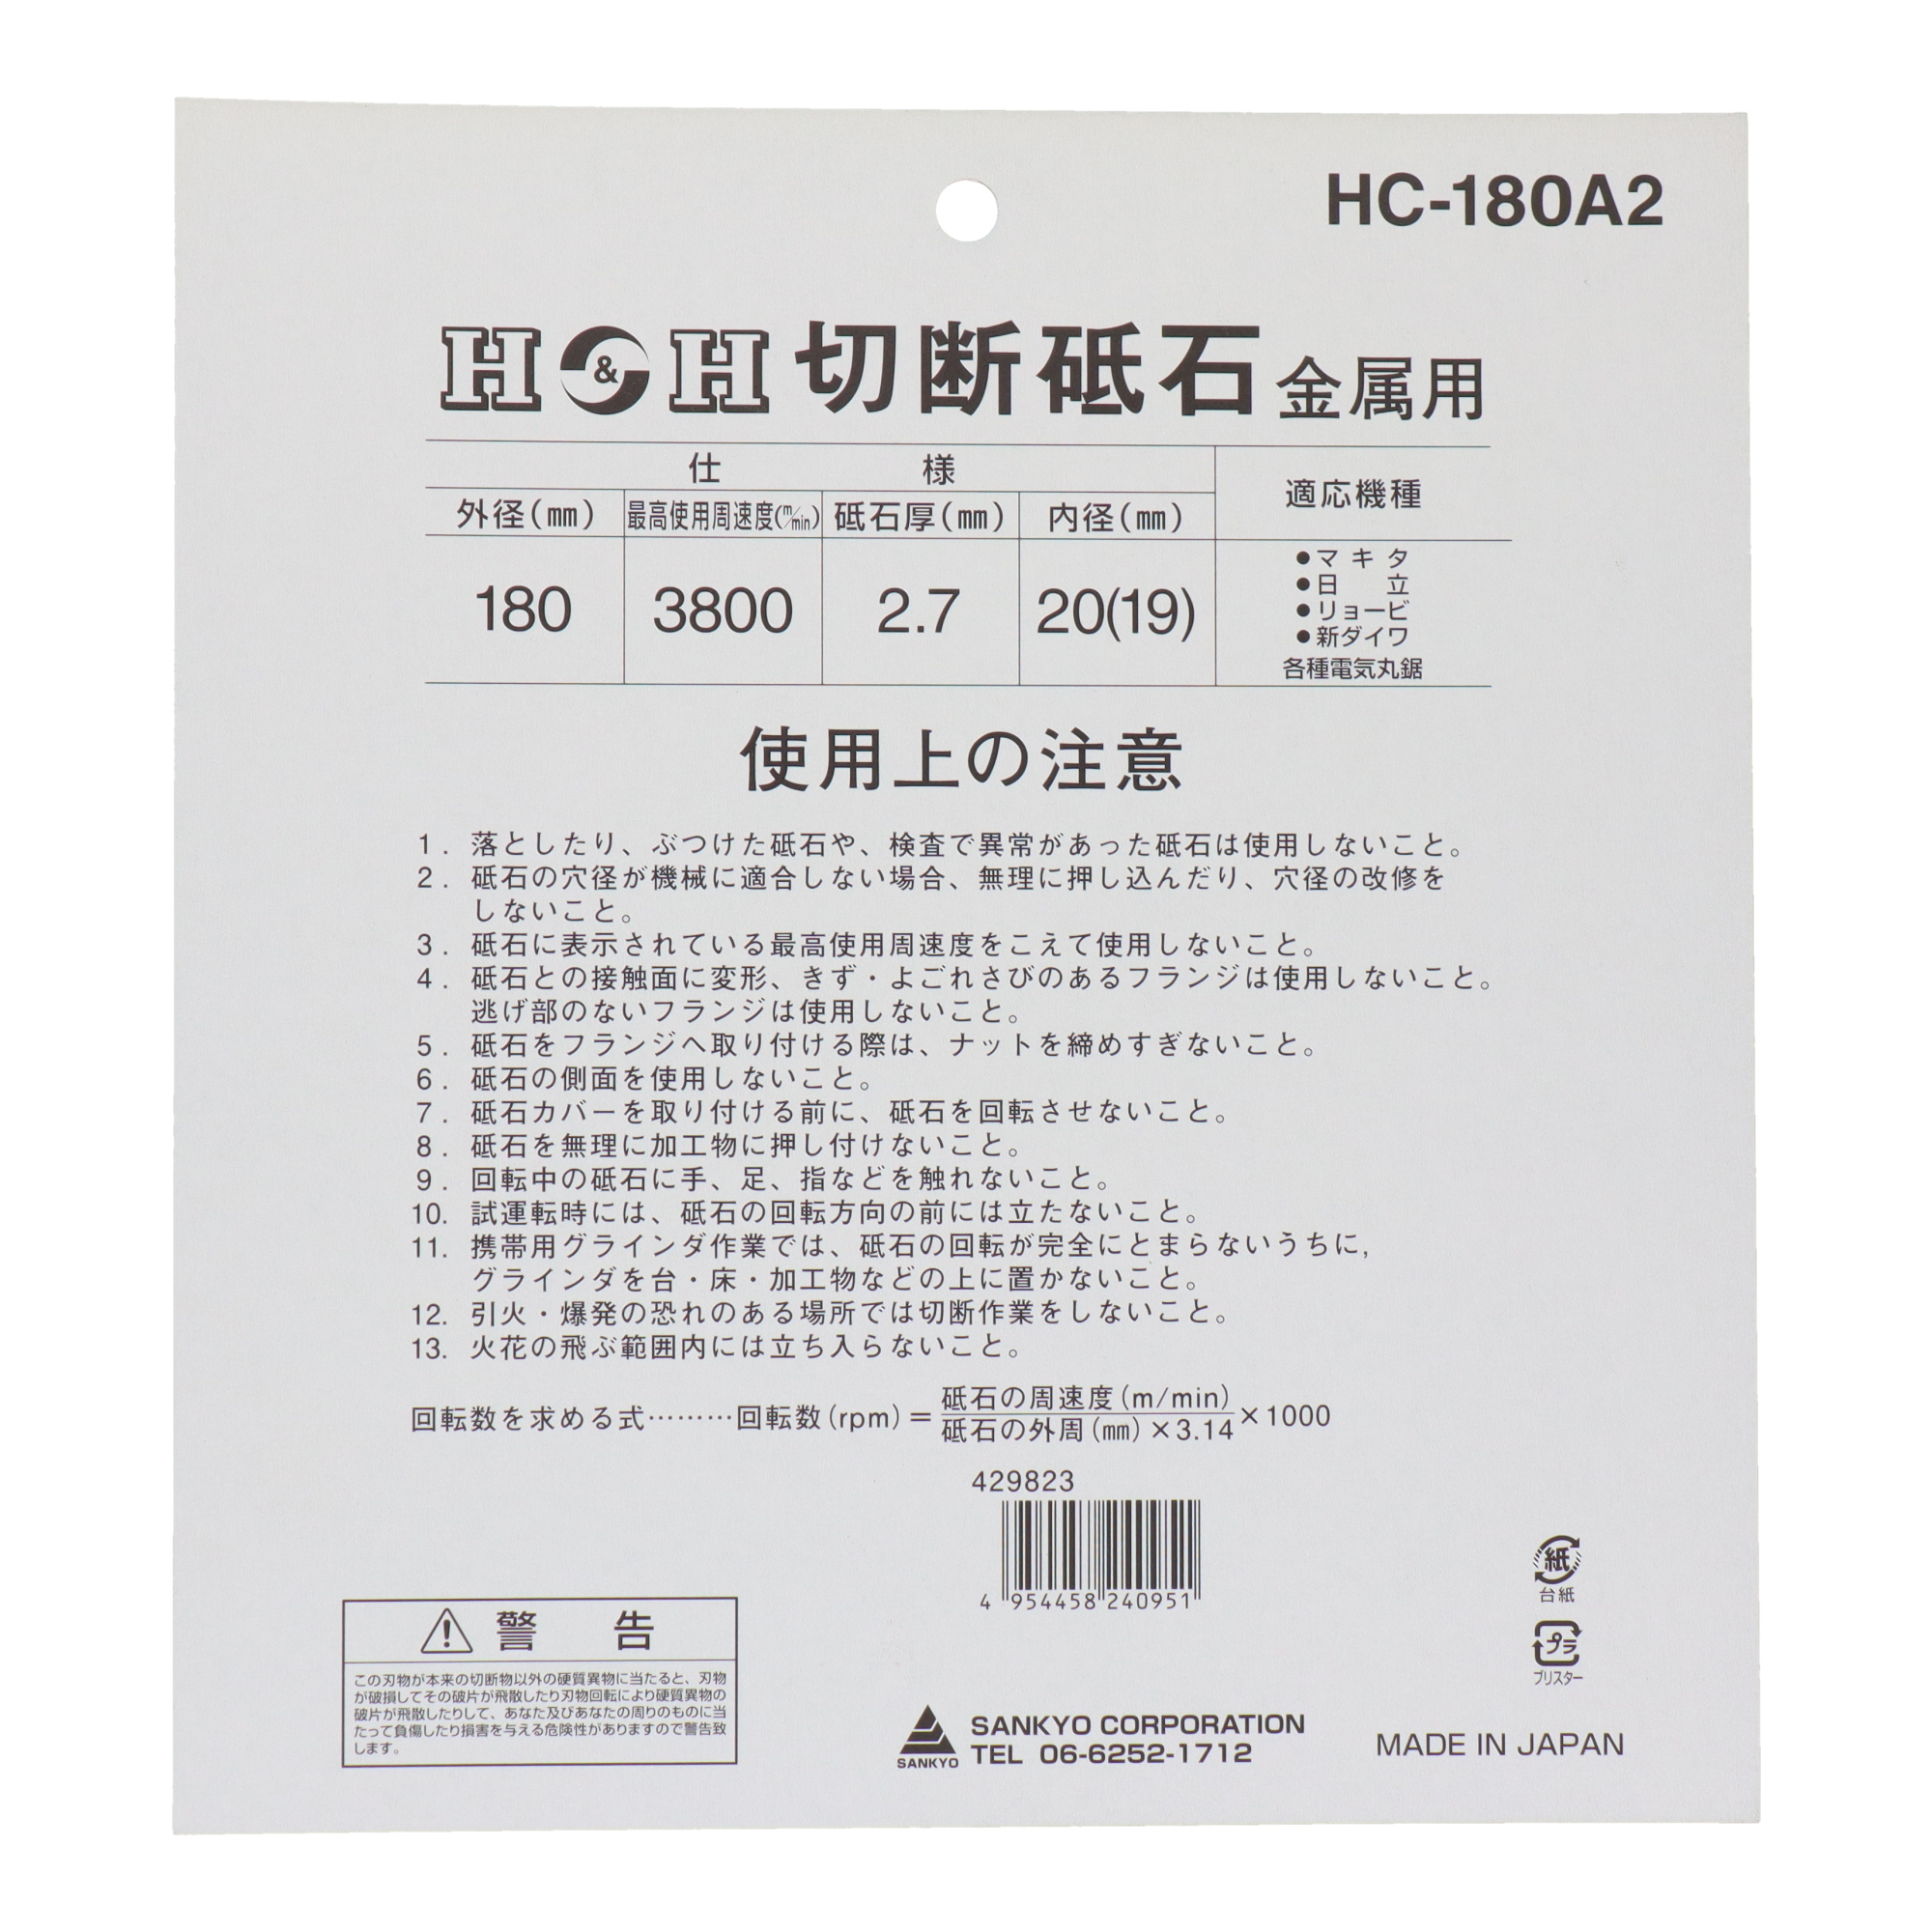 HC-180A2
H&H 切断砥石 金属用
仕 様
適応機種
外径(㎜) 最高使用周速度(m/min) 砥石厚(㎜) 内径(㎜)
180 3800 2.7 20(19)
●マキタ
●日立
●リョービ
●新ダイワ
各種電気丸鋸
使用上の注意
1. 落としたり、ぶつけた砥石や、検査で異常があった砥石は使用しないこと。
2. 砥石の穴径が機械に適合しない場合、無理に押し込んだり、穴径の改修を
しないこと。
3. 砥石に表示されている最高使用周速度をこえて使用しないこと。
4. 砥石との接触面に変形、きず・よごれさびのあるフランジは使用しないこと。
逃げ部のないフランジは使用しないこと。
5. 砥石をフランジへ取り付ける際は、ナットを締めすぎないこと。
6. 砥石の側面を使用しないこと。
7. 砥石カバーを取り付ける前に、砥石を回転させないこと。
8. 砥石を無理に加工物に押し付けないこと。
9. 回転中の砥石に手、足、指などを触れないこと。
10. 試運転時には、砥石の回転方向の前には立たないこと。
11. 携帯用グラインダ作業では、砥石の回転が完全にとまらないうちに,
グラインダを台・床・加工物などの上に置かないこと。
12. 引火・爆発の恐れのある場所では切断作業をしないこと。
13. 火花の飛ぶ範囲内には立ち入らないこと。
砥石の周速度(m/min)
回転数を求める式………回転数(rpm)=×1000
砥石の外周(㎜)×3.14
429823
4 954458 240951
紙
台紙
プラ
ブリスター
警 告
この刃物が本来の切断物以外の硬質異物に当たると、刃物
が破損してその破片が飛散したり刃物回転により硬質異物の
破片が飛散したりして、あなた及びあなたの周りのものに当
たって負傷したり損害を与える危険性がありますので警告致
します。
SANKYO
SANKYO CORPORATION
TEL 06-6252-1712
MADE IN JAPAN